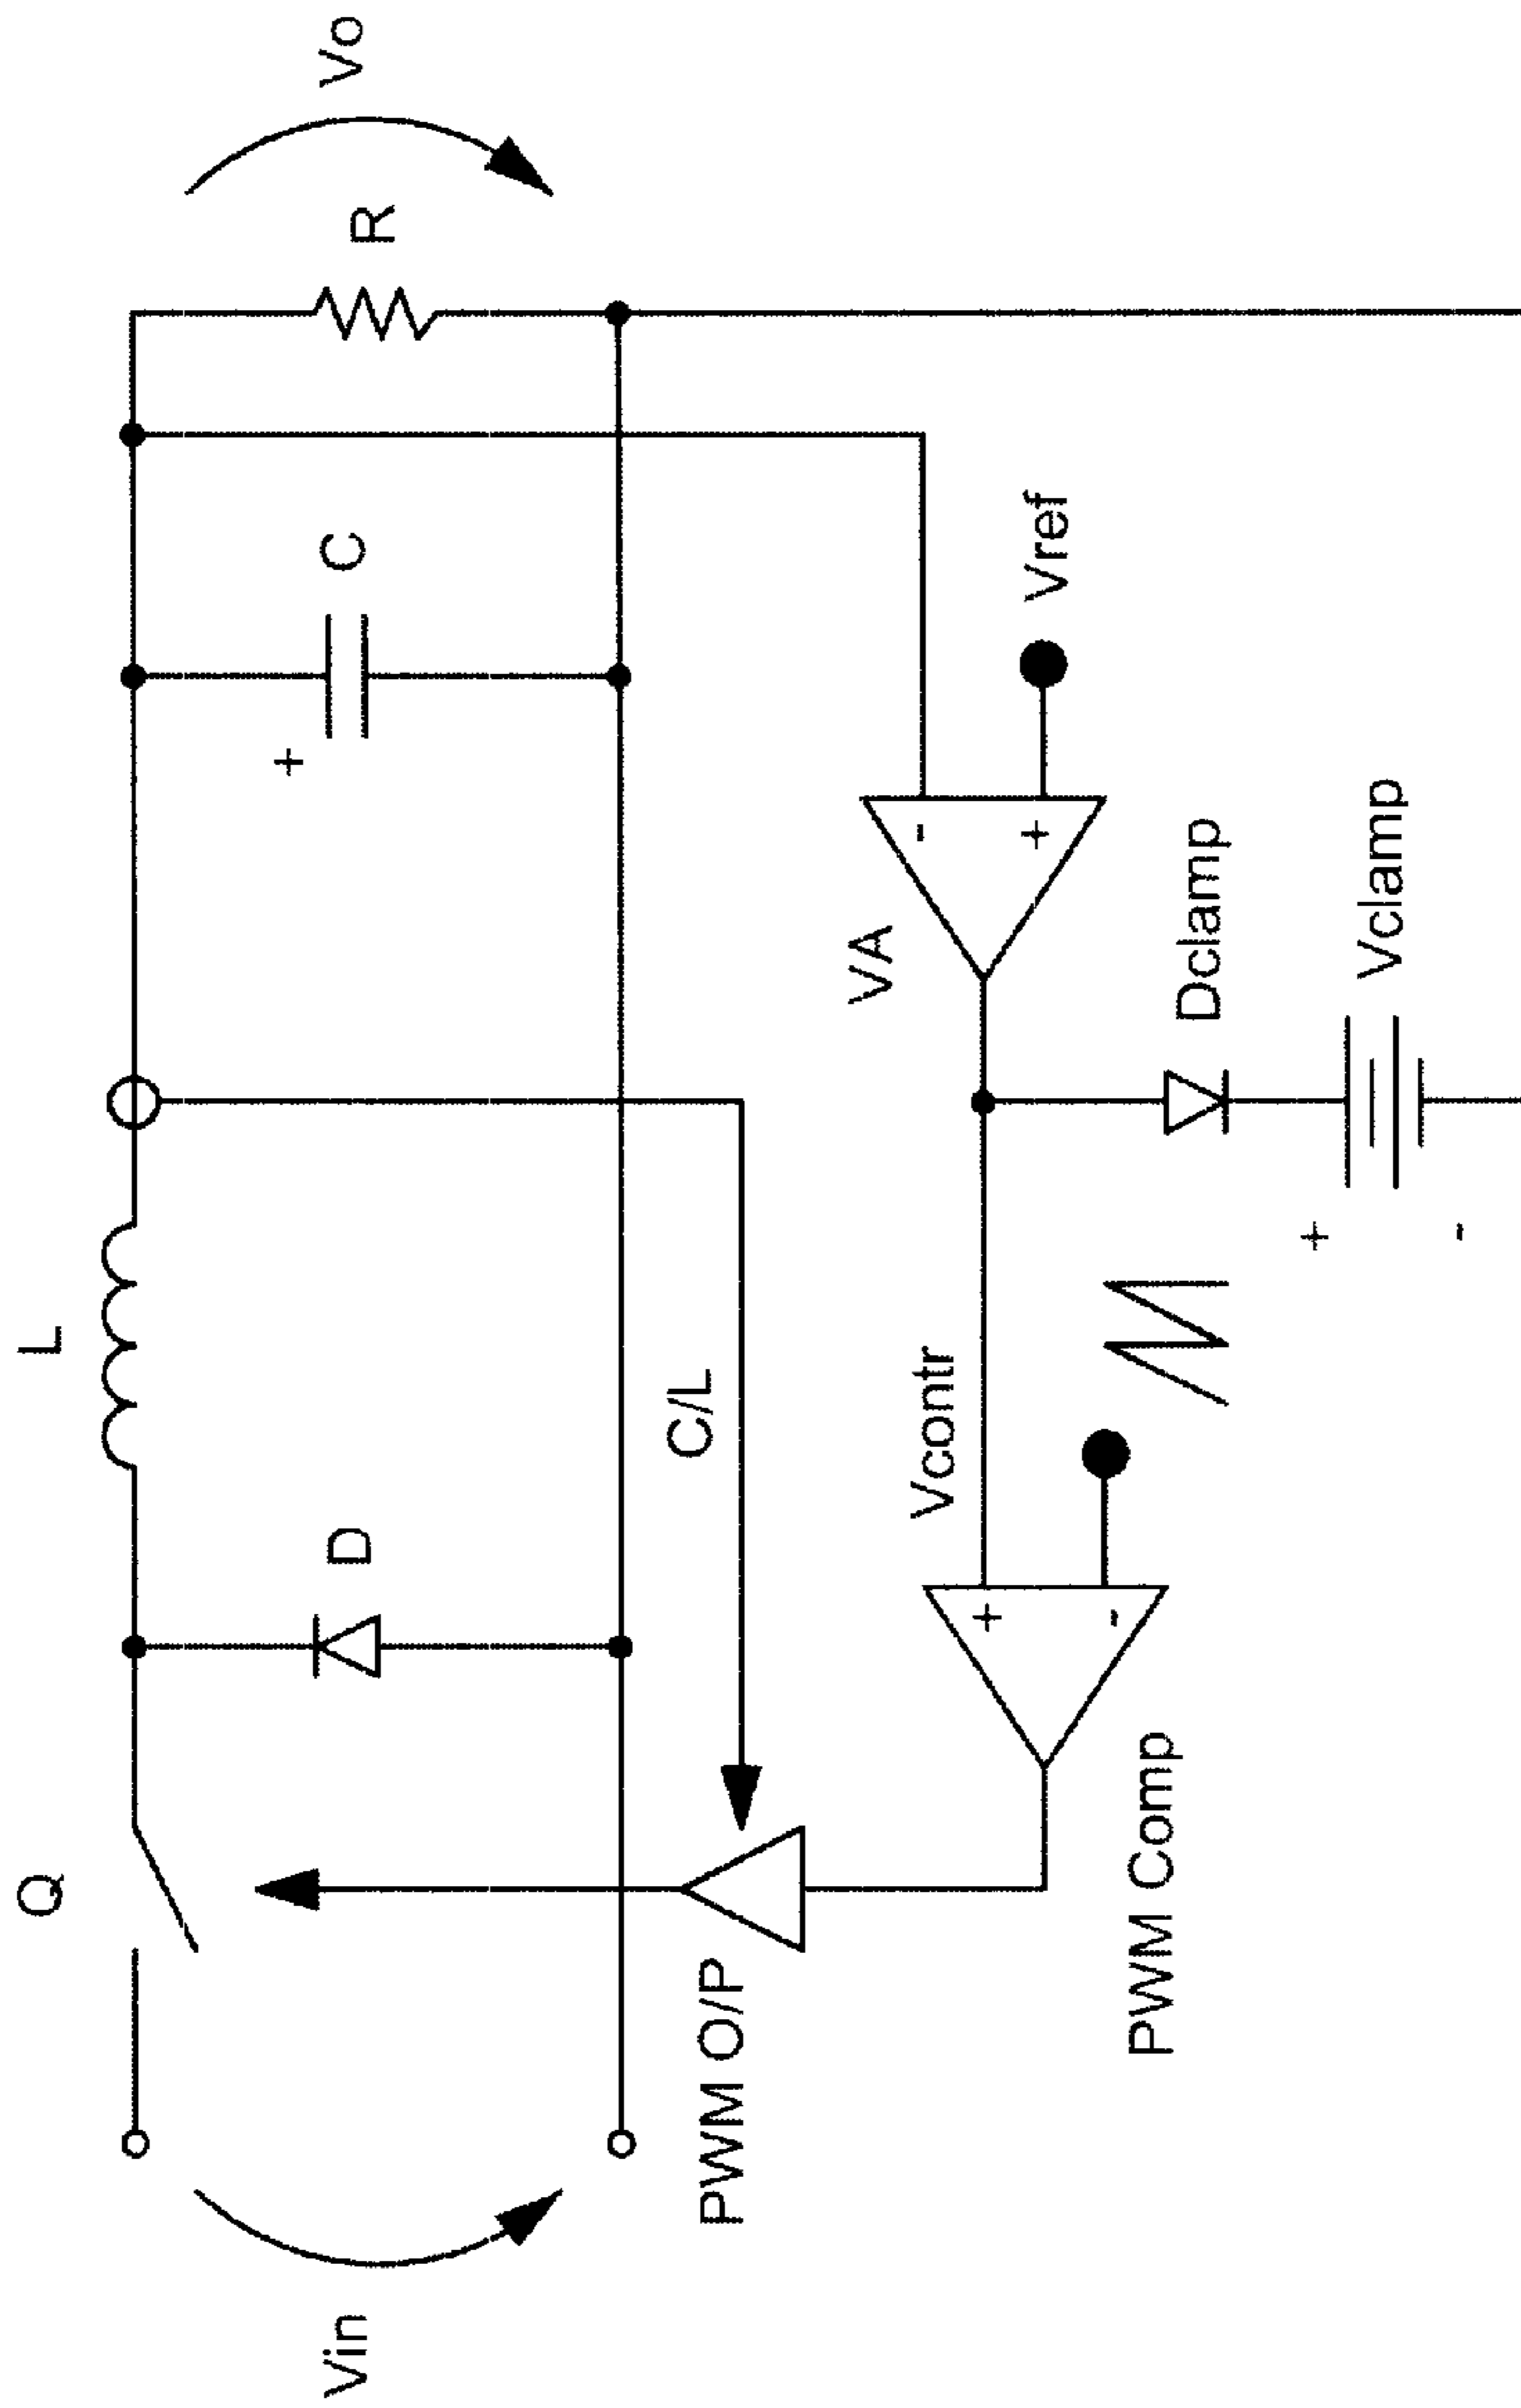 Q
L
Vin
D
+
C
R
Vo
PWM O/P
C/L
VA
-
+
Vref
Vcontr
+
-
PWM Comp
Dclamp
+
-
Vclamp